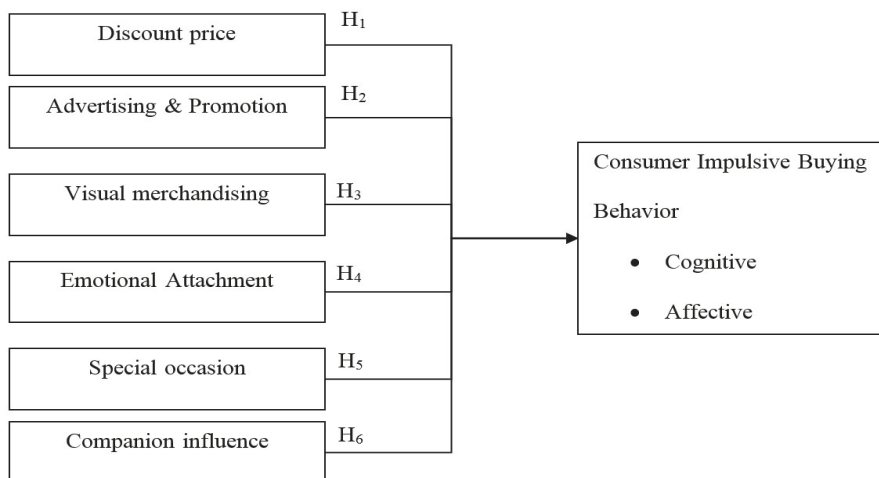 Discount price
H₁
Advertising & Promotion
H₂
Visual merchandising
H₃
Emotional Attachment
H₄
Special occasion
H₅
Companion influence
H₆
Consumer Impulsive Buying
Behavior
• Cognitive
• Affective